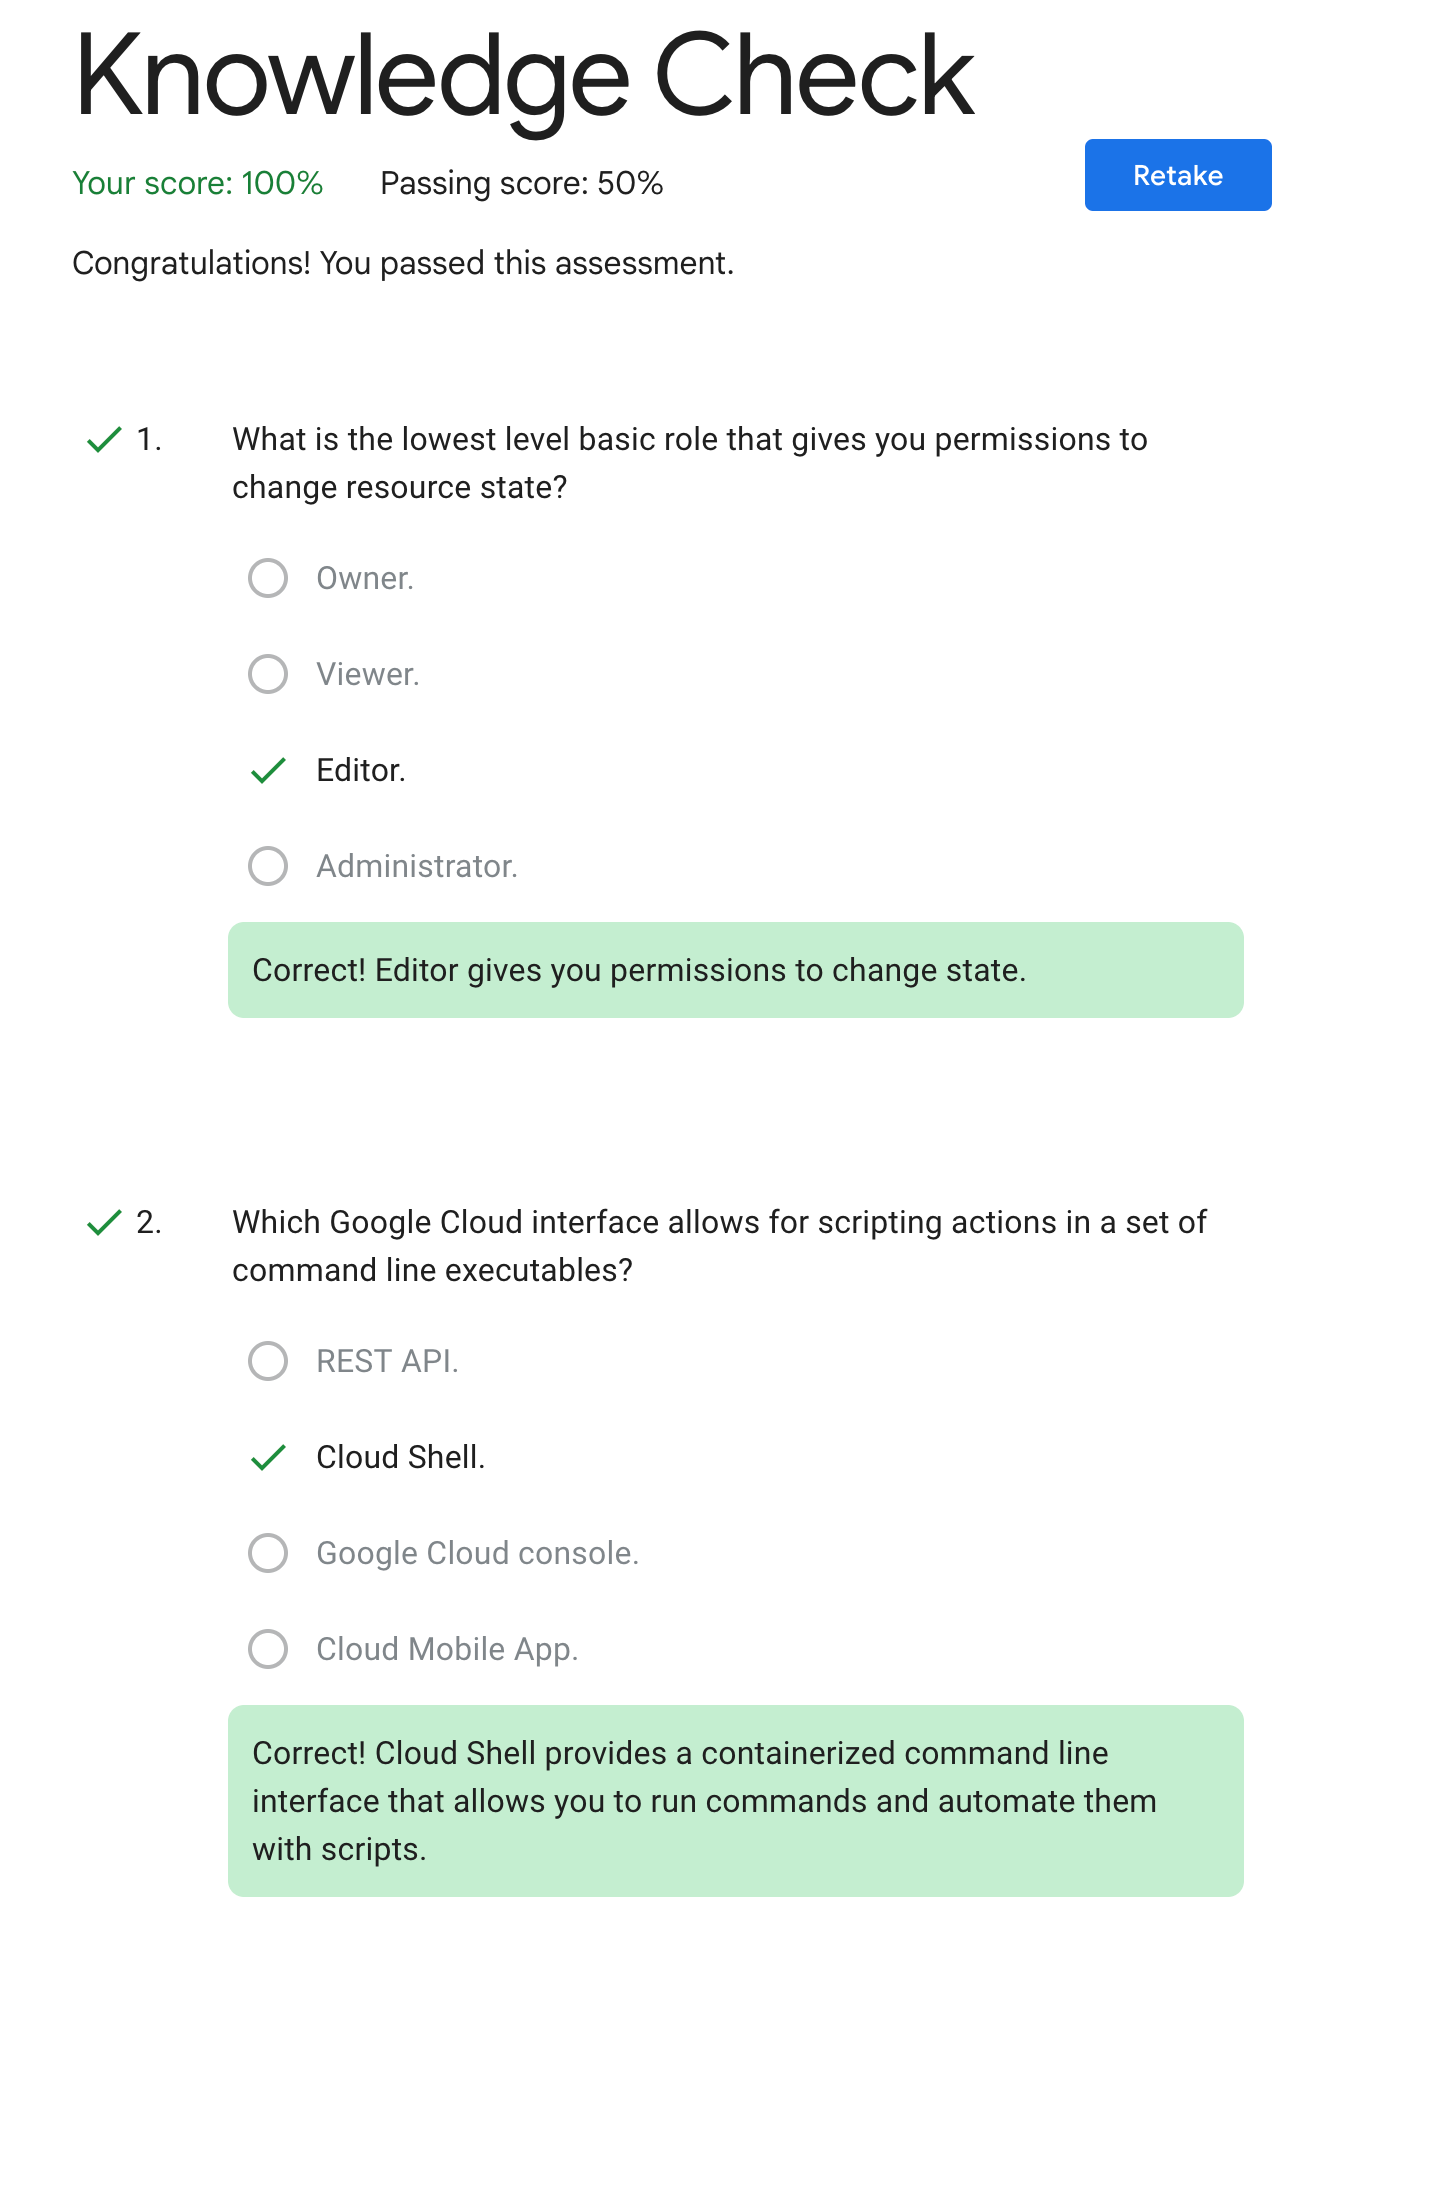 Knowledge Check
Your score: 100% Passing score: 50%
Retake
Congratulations! You passed this assessment.
1. What is the lowest level basic role that gives you permissions to
change resource state?
Owner.
Viewer.
Editor.
Administrator.
Correct! Editor gives you permissions to change state.
2. Which Google Cloud interface allows for scripting actions in a set of
command line executables?
REST API.
Cloud Shell.
Google Cloud console.
Cloud Mobile App.
Correct! Cloud Shell provides a containerized command line
interface that allows you to run commands and automate them
with scripts.